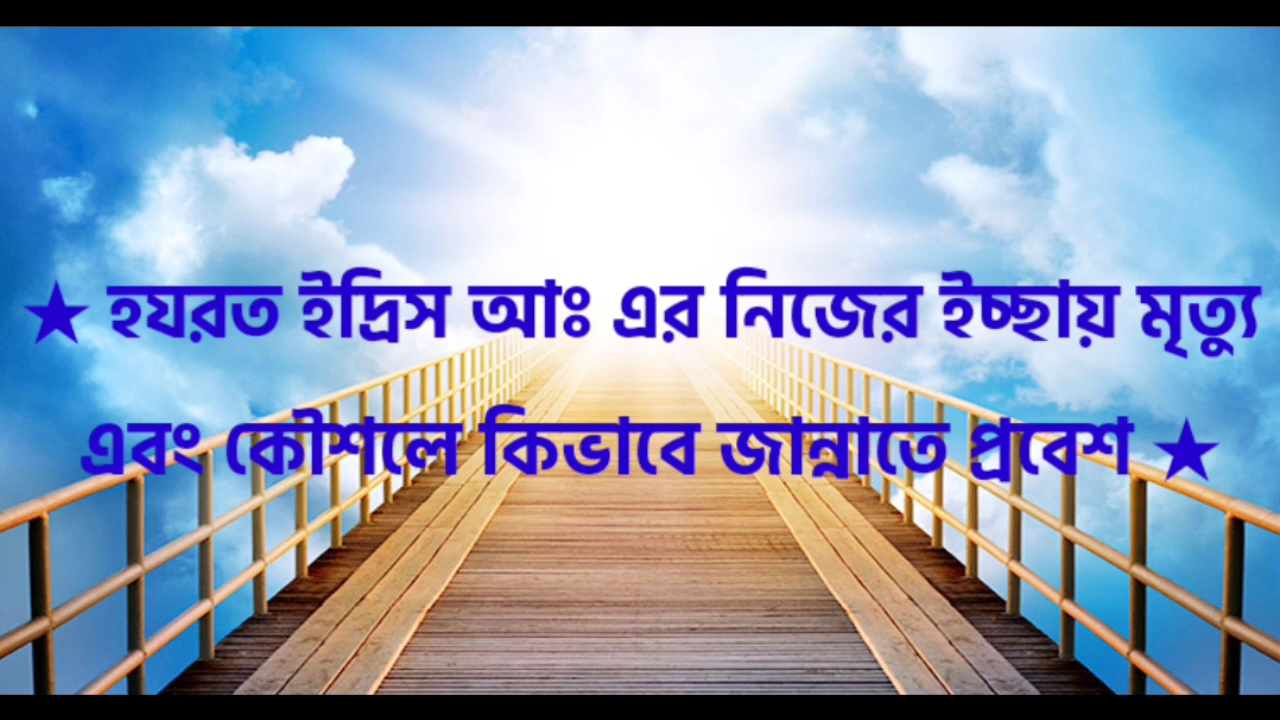 ★ হযরত ইদ্রিস আঃ এর নিজের ইচ্ছায় মৃত্যু
এবং কৌশলে কিভাবে জান্নাতে প্রবেশ ★